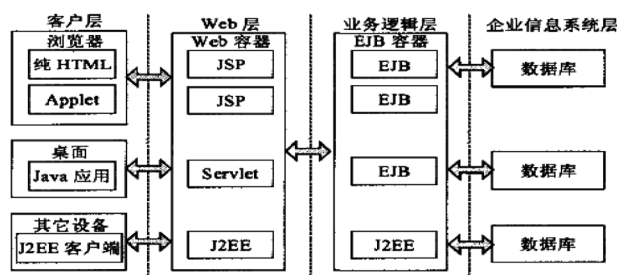 客户层
浏览器
纯 HTML
Applet
桌面
Java 应用
其它设备
J2EE 客户端
Web 层
Web 容器
JSP
JSP
Servlet
J2EE
业务逻辑层
EJB 容器
EJB
EJB
EJB
J2EE
企业信息系统层
数据库
数据库
数据库